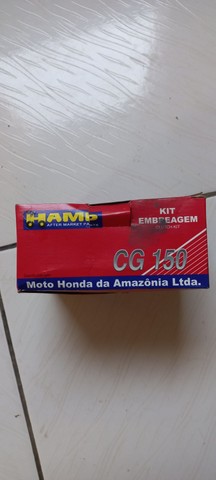 HAMP
AFTER MARKET PARTS
KIT
EMBREAGEM
CG 150
Moto Honda da Amazônia Ltda.